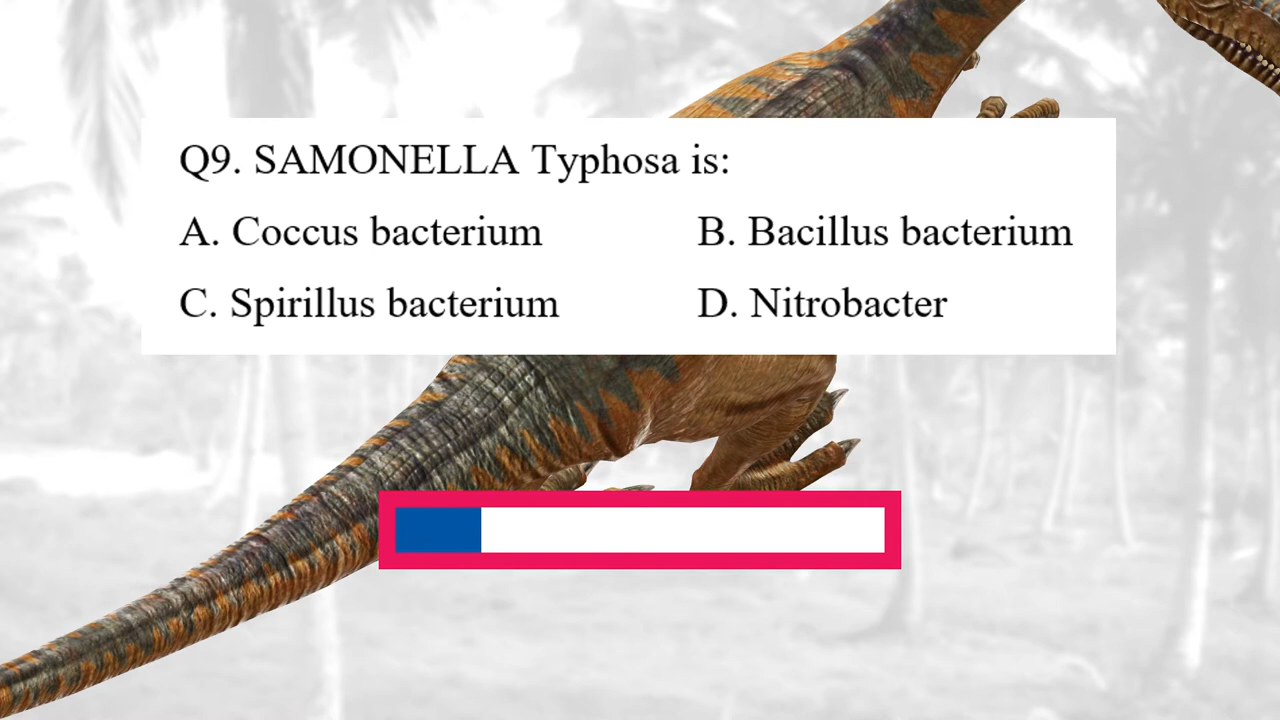 Q9. SAMONELLA Typhosa is:
A. Coccus bacterium B. Bacillus bacterium
C. Spirillus bacterium D. Nitrobacter